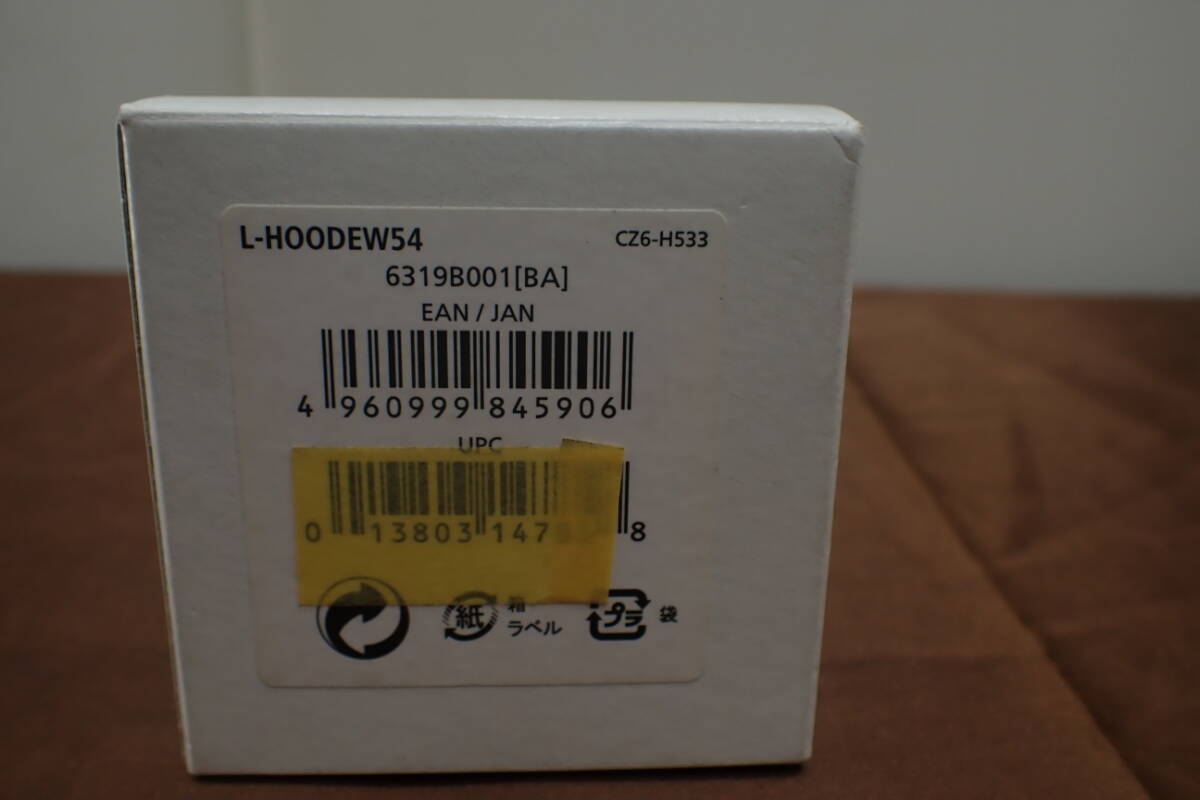 L-HOODEW54
CZ6-H533
6319B001[BA]
EAN / JAN
4 960999 845906
UPC
0 13803 147 8
紙 箱 プラ 袋
ラベル